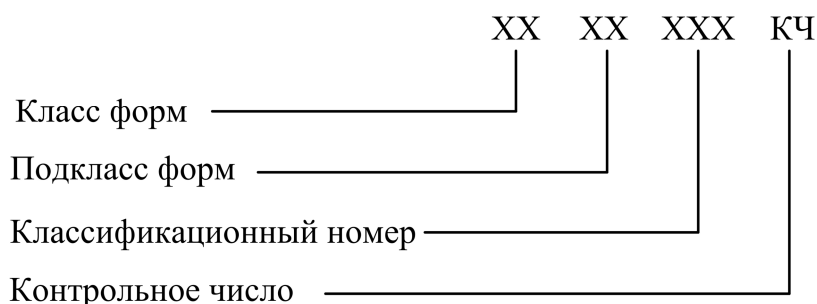 XX XX XXX КЧ
Класс форм
Подкласс форм
Классификационный номер
Контрольное число